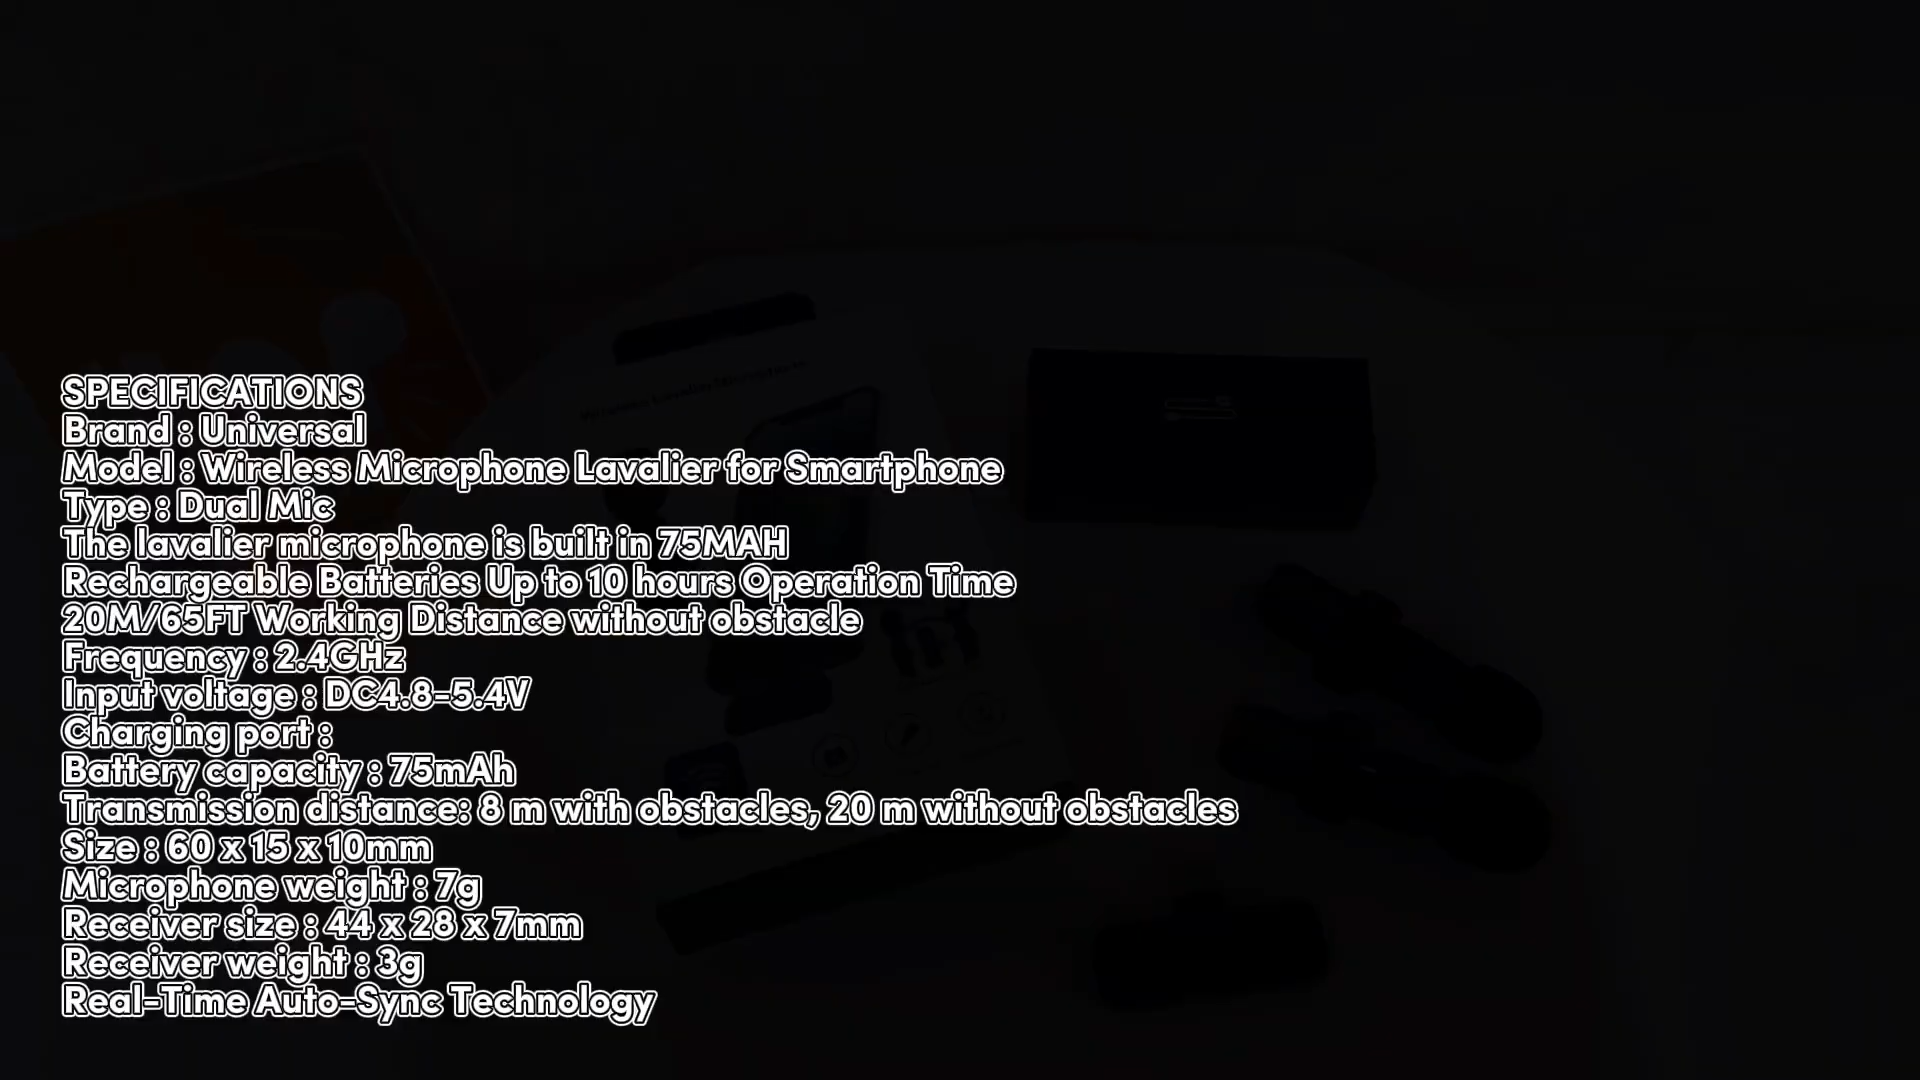 SPECIFICATIONS
Brand : Universal
Model : Wireless Microphone Lavalier for Smartphone
Type : Dual Mic
The lavalier microphone is built in 75MAH
Rechargeable Batteries Up to 10 hours Operation Time
20M/65FT Working Distance without obstacle
Frequency : 2.4GHz
Input voltage : DC4.8-5.4V
Charging port :
Battery capacity : 75mAh
Transmission distance: 8 m with obstacles, 20 m without obstacles
Size : 60 x 15 x 10mm
Microphone weight : 7g
Receiver size : 44 x 28 x 7mm
Receiver weight : 3g
Real-Time Auto-Sync Technology